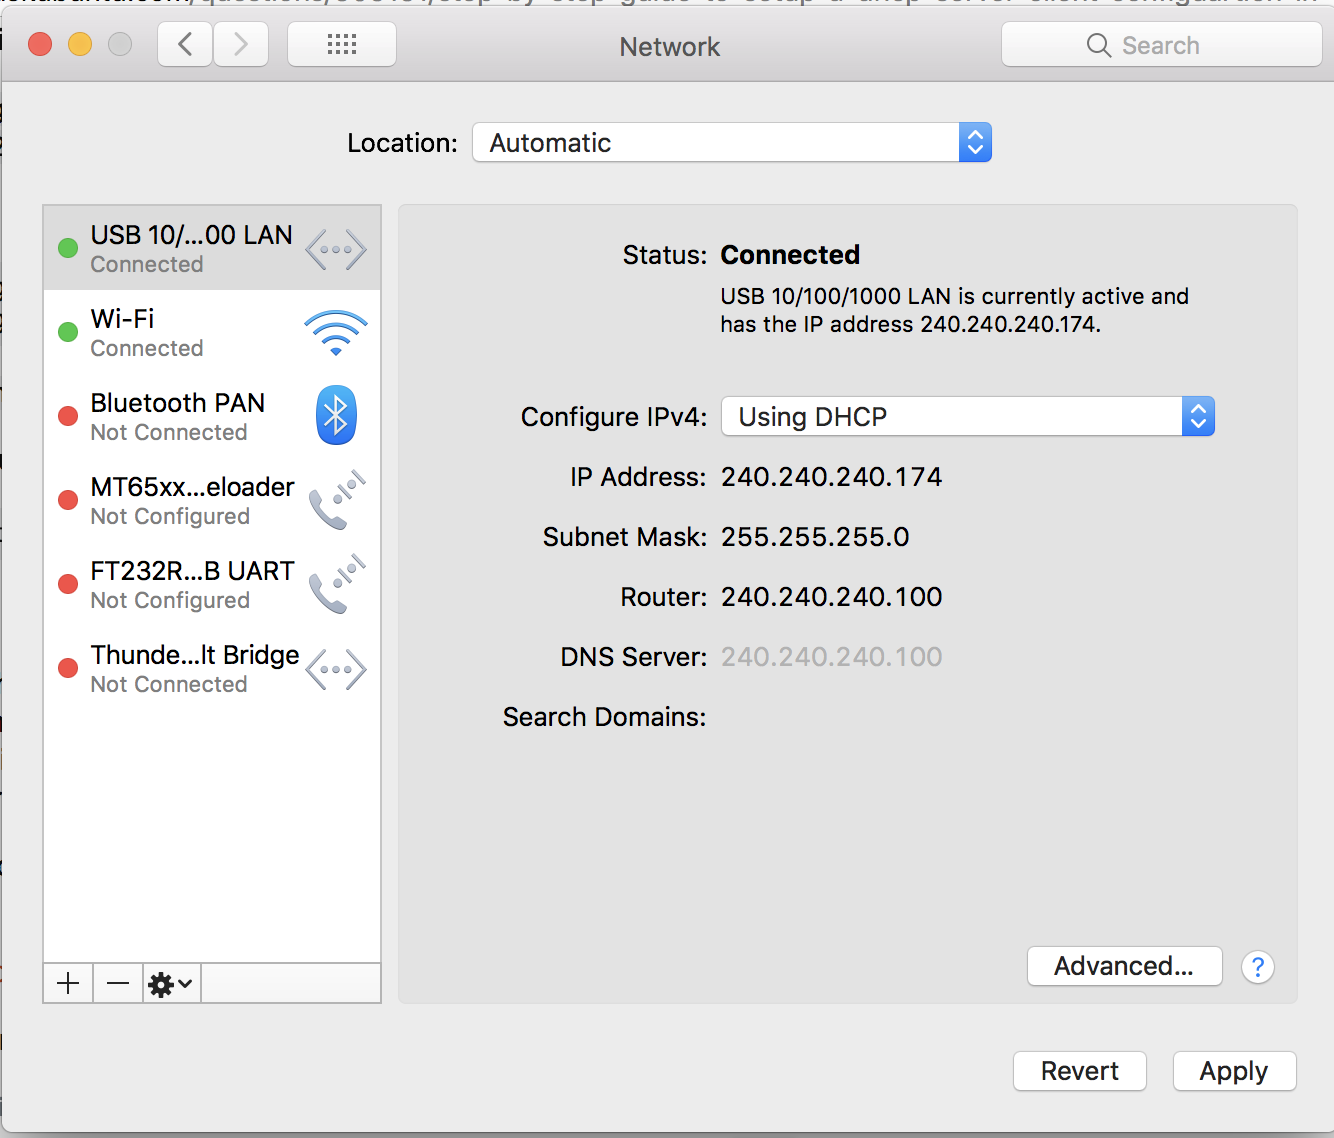 Network
Search
Location:
Automatic
USB 10/...00 LAN
Connected
Wi-Fi
Connected
Bluetooth PAN
Not Connected
MT65xx...eloader
Not Configured
FT232R...B UART
Not Configured
Thunde...lt Bridge
Not Connected
Status: Connected
USB 10/100/1000 LAN is currently active and
has the IP address 240.240.240.174.
Configure IPv4: Using DHCP
IP Address: 240.240.240.174
Subnet Mask: 255.255.255.0
Router: 240.240.240.100
DNS Server: 240.240.240.100
Search Domains:
Advanced...
?
Revert
Apply